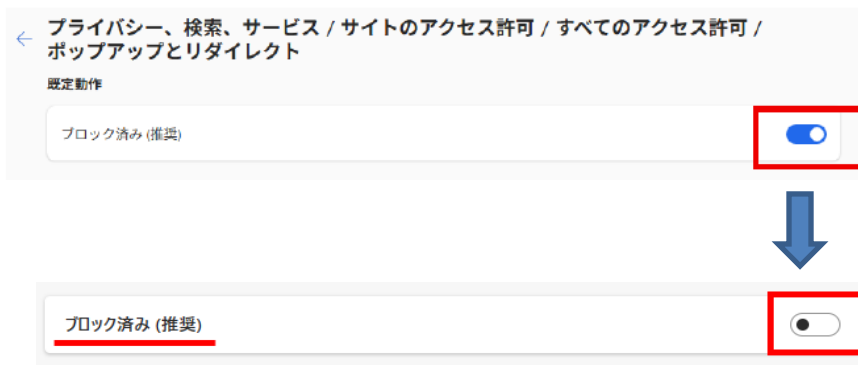 プライバシー、検索、サービス / サイトのアクセス許可 / すべてのアクセス許可 /
ポップアップとリダイレクト
既定動作
ブロック済み (推奨)
ブロック済み (推奨)